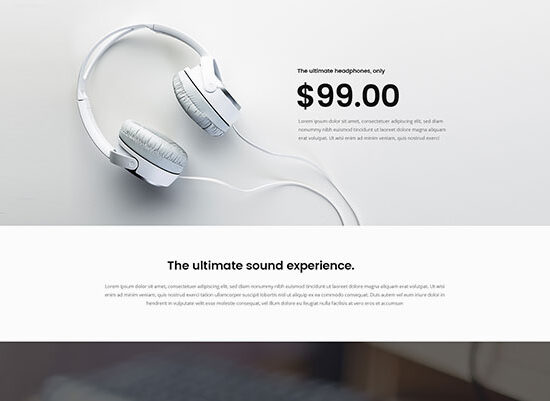 The ultimate headphones, only
$99.00
Lorem ipsum dolor sit amet, consectetuer adipiscing elit, sed diam
nonummy nibh euismod tincidunt ut laoreet dolore magna aliquam
erat volutpat. Ut wisi enim ad minim veniam, quis nostrud exerci
The ultimate sound experience.
Lorem ipsum dolor sit amet, consectetuer adipiscing elit, sed diam nonummy nibh euismod tincidunt ut laoreet dolore magna aliquam erat volutpat. Ut wisi
enim ad minim veniam, quis nostrud exerci tation ullamcorper suscipit lobortis nisl ut aliquip ex ea commodo consequat. Duis autem vel eum iriure dolor in
hendrerit in vulputate velit esse molestie consequat, vel illum dolore eu feugiat nulla facilisis at vero eros et accumsan